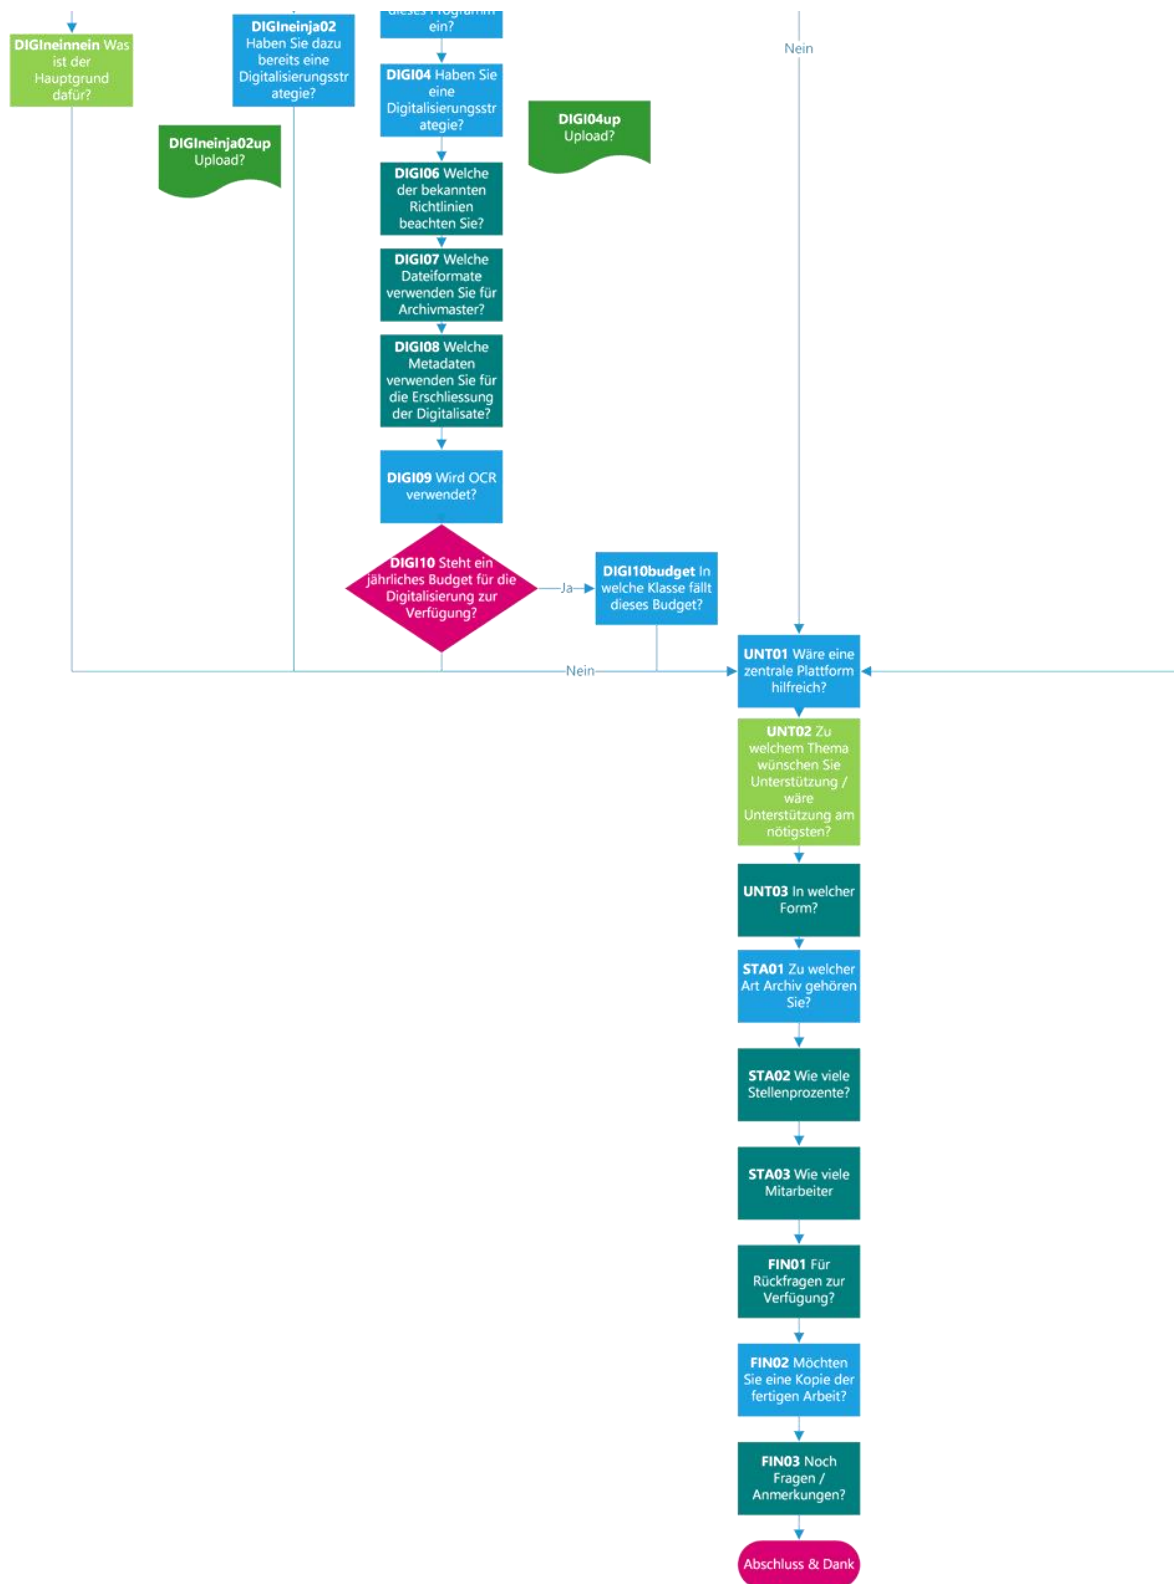 dieses Programm
ein?
DIGIneinnein Was
ist der
Hauptgrund
dafür?
DIGIneinja02
Haben Sie dazu
bereits eine
Digitalisierungsstr
ategie?
Nein
DIGI04 Haben Sie
eine
Digitalisierungsstr
ategie?
DIGIneinja02up
Upload?
DIGI04up
Upload?
DIGI06 Welche
der bekannten
Richtlinien
beachten Sie?
DIGI07 Welche
Dateiformate
verwenden Sie für
Archivmaster?
DIGI08 Welche
Metadaten
verwenden Sie für
die Erschliessung
der Digitalisate?
DIGI09 Wird OCR
verwendet?
DIGI10 Steht ein
jährliches Budget für die
Digitalisierung zur
Verfügung?
Ja
DIGI10budget In
welche Klasse fällt
dieses Budget?
Nein
UNT01 Wäre eine
zentrale Plattform
hilfreich?
UNT02 Zu
welchem Thema
wünschen Sie
Unterstützung /
wäre
Unterstützung am
nötigsten?
UNT03 In welcher
Form?
STA01 Zu welcher
Art Archiv gehören
Sie?
STA02 Wie viele
Stellenprozente?
STA03 Wie viele
Mitarbeiter
FIN01 Für
Rückfragen zur
Verfügung?
FIN02 Möchten
Sie eine Kopie der
fertigen Arbeit?
FIN03 Noch
Fragen /
Anmerkungen?
Abschluss & Dank